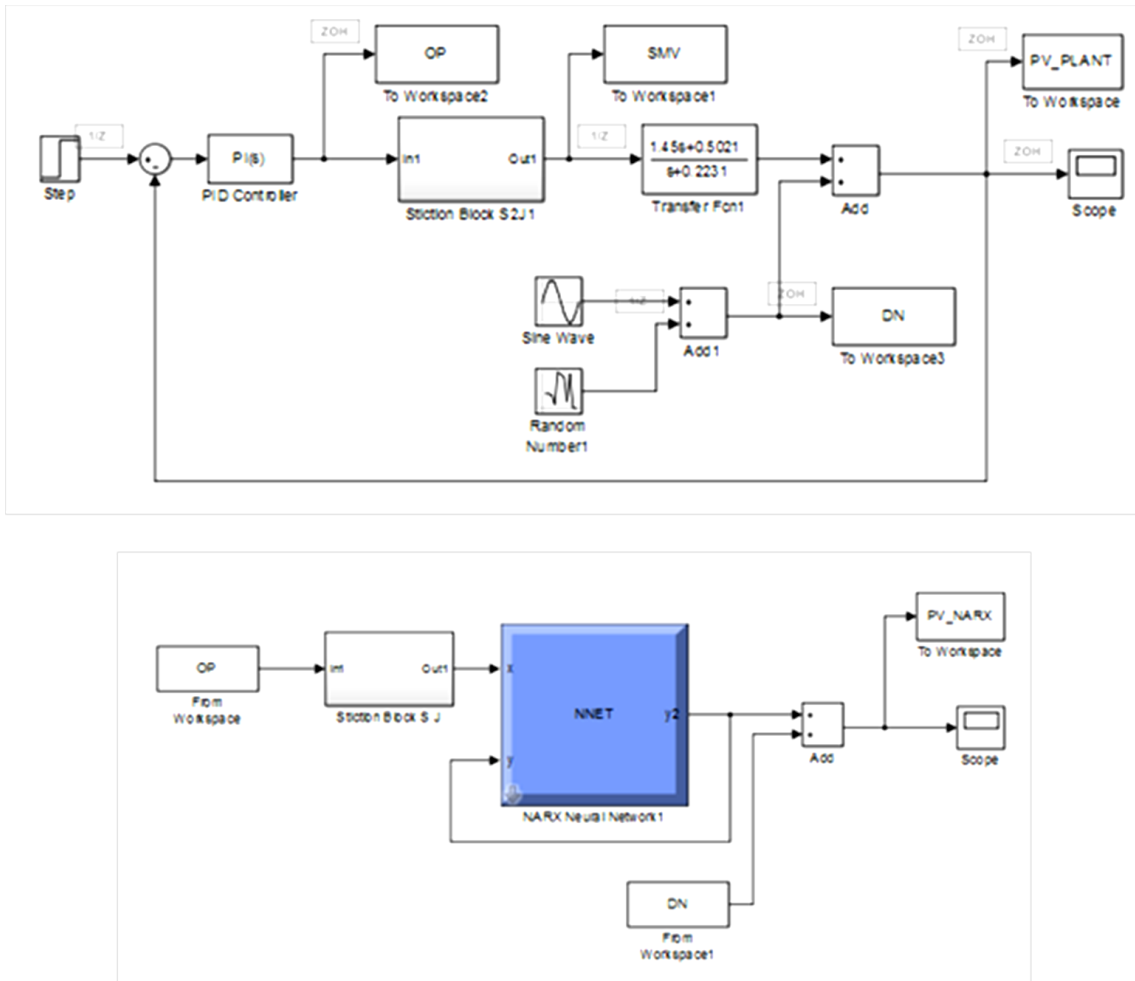 ZOH
OP
To Workspace2
SMV
To Workspace1
ZOH
PV_PLANT
To Workspace
Step
1/Z
PI(s)
PID Controller
In1
Out1
Stiction Block S2J1
1/Z
1.45s+0.5021
s+0.2231
Transfer Fcn1
Add
ZOH
Scope
Sine Wave
1/Z
Random
Number1
Add1
ZOH
DN
To Workspace3
OP
From
Workspace
In1
Out1
Stiction Block S J
x
y
NNET
y2
NARX Neural Network1
Add
PV_NARX
To Workspace
Scope
DN
From
Workspace1